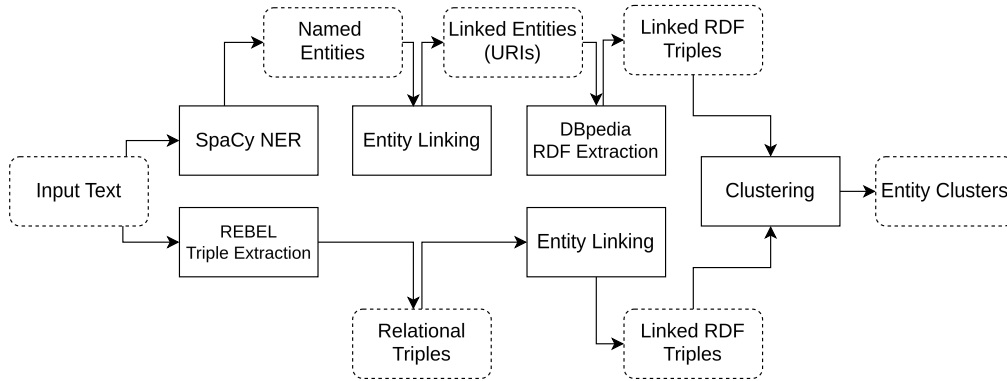 Named
Entities
Linked Entities
(URIs)
Linked RDF
Triples
SpaCy NER
Entity Linking
DBpedia
RDF Extraction
Input Text
Clustering
Entity Clusters
REBEL
Triple Extraction
Entity Linking
Relational
Triples
Linked RDF
Triples